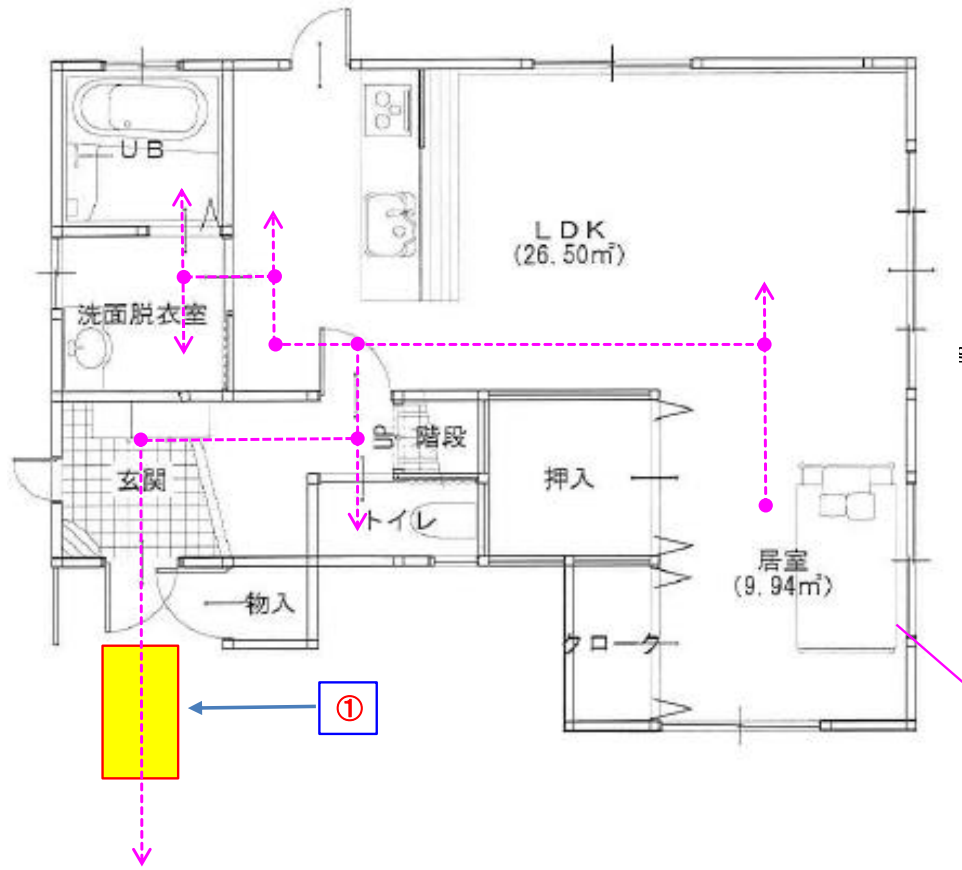 UB
LDK
(26.50㎡)
洗面脱衣室
UP
階段
玄関
押入
トイレ
居室
(9.94㎡)
物入
クローク
①